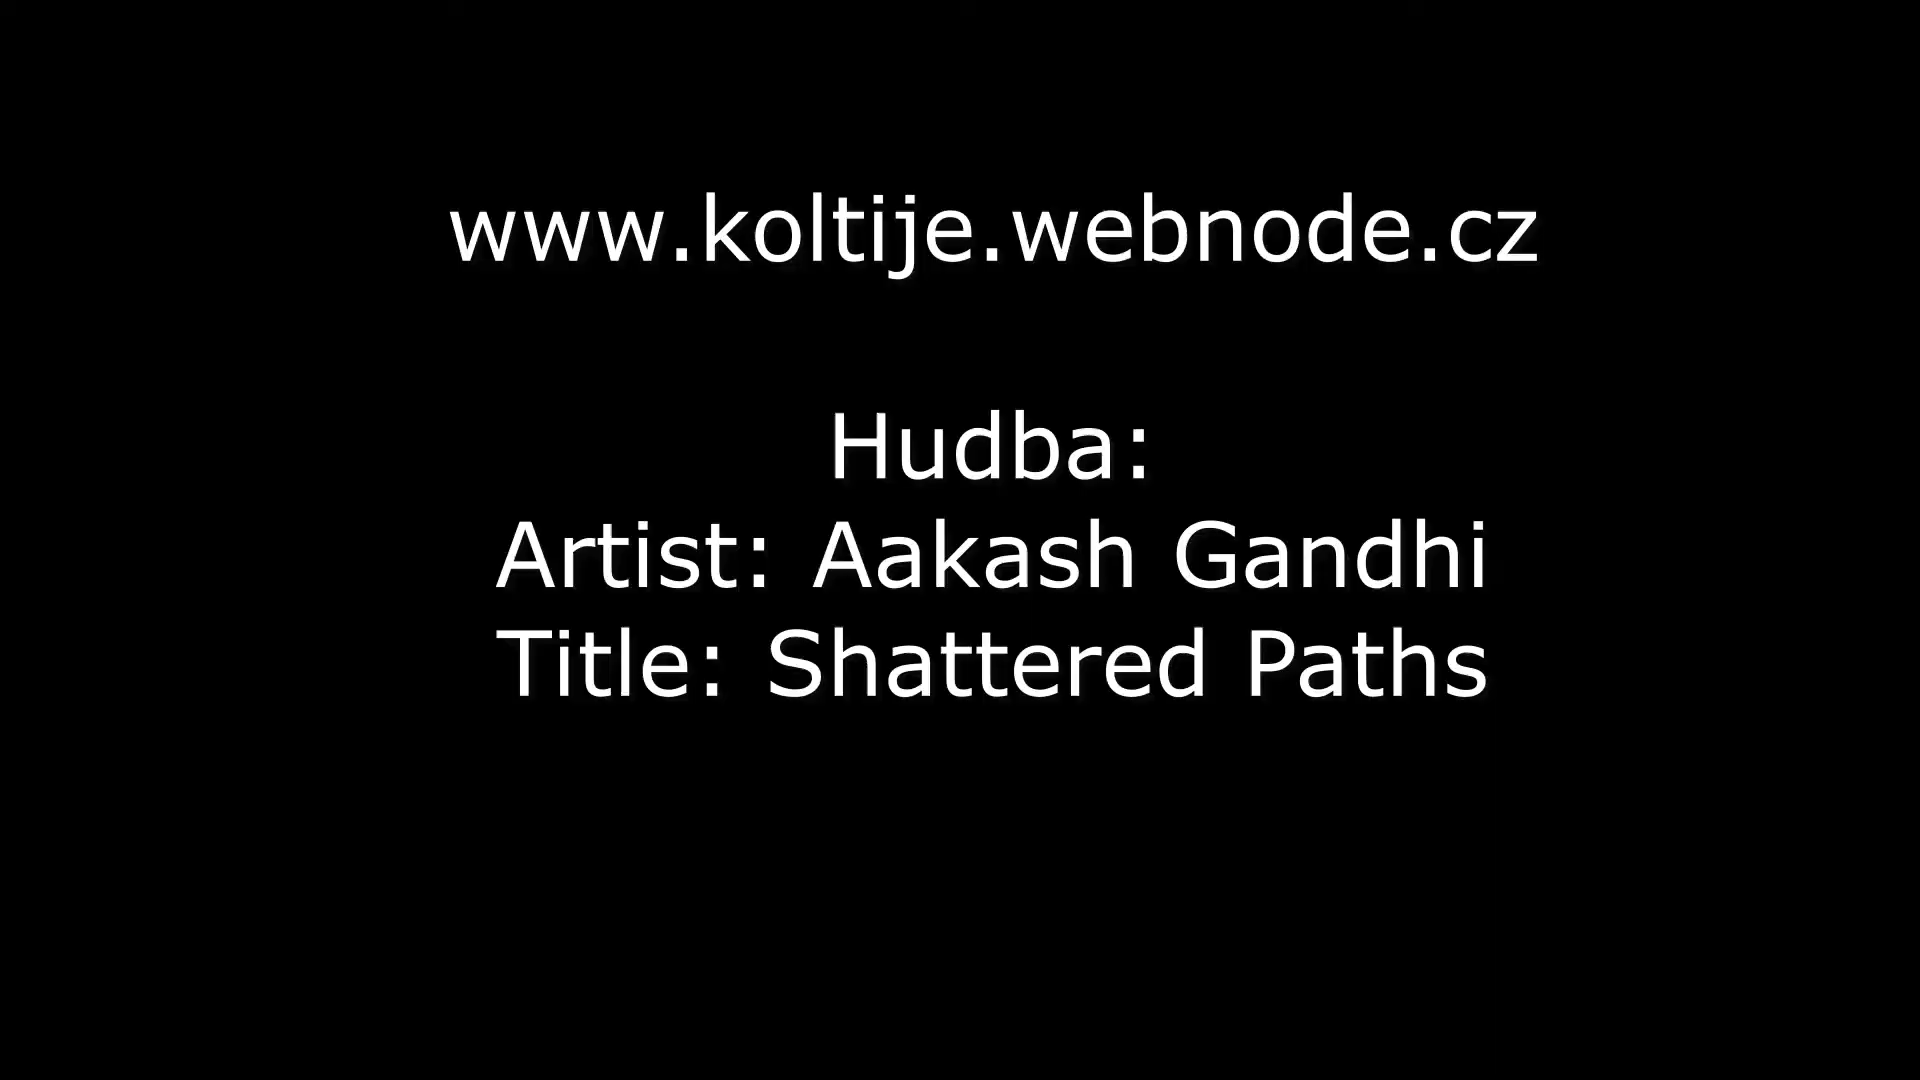 www.koltije.webnode.cz
Hudba:
Artist: Aakash Gandhi
Title: Shattered Paths